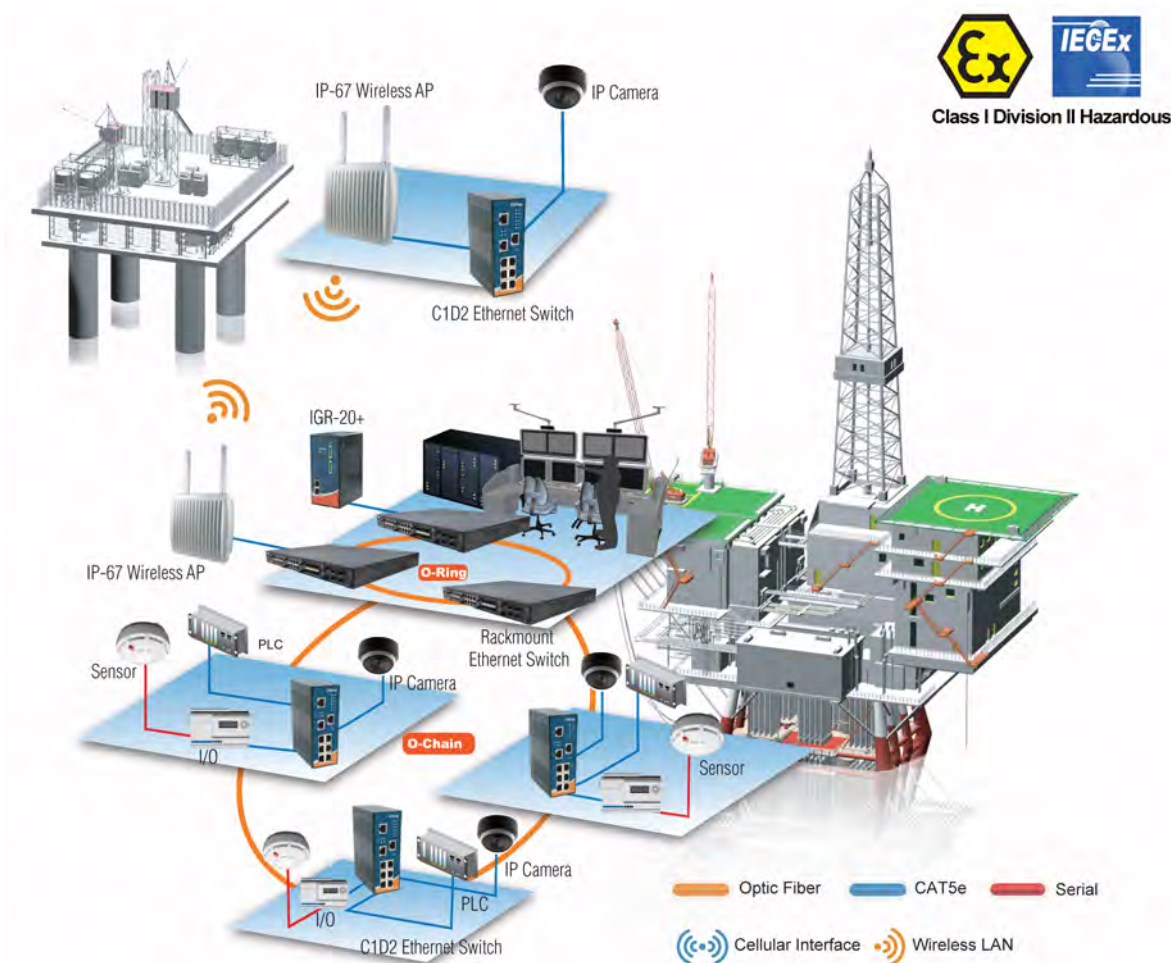 Ex
IECEx
Class I Division II Hazardous
IP-67 Wireless AP
IP Camera
C1D2 Ethernet Switch
IGR-20+
IP-67 Wireless AP
O-Ring
H
Rackmount
Ethernet Switch
PLC
Sensor
IP Camera
I/O
O-Chain
Sensor
IP Camera
PLC
I/O
C1D2 Ethernet Switch
Optic Fiber
CAT5e
Serial
Cellular Interface
Wireless LAN